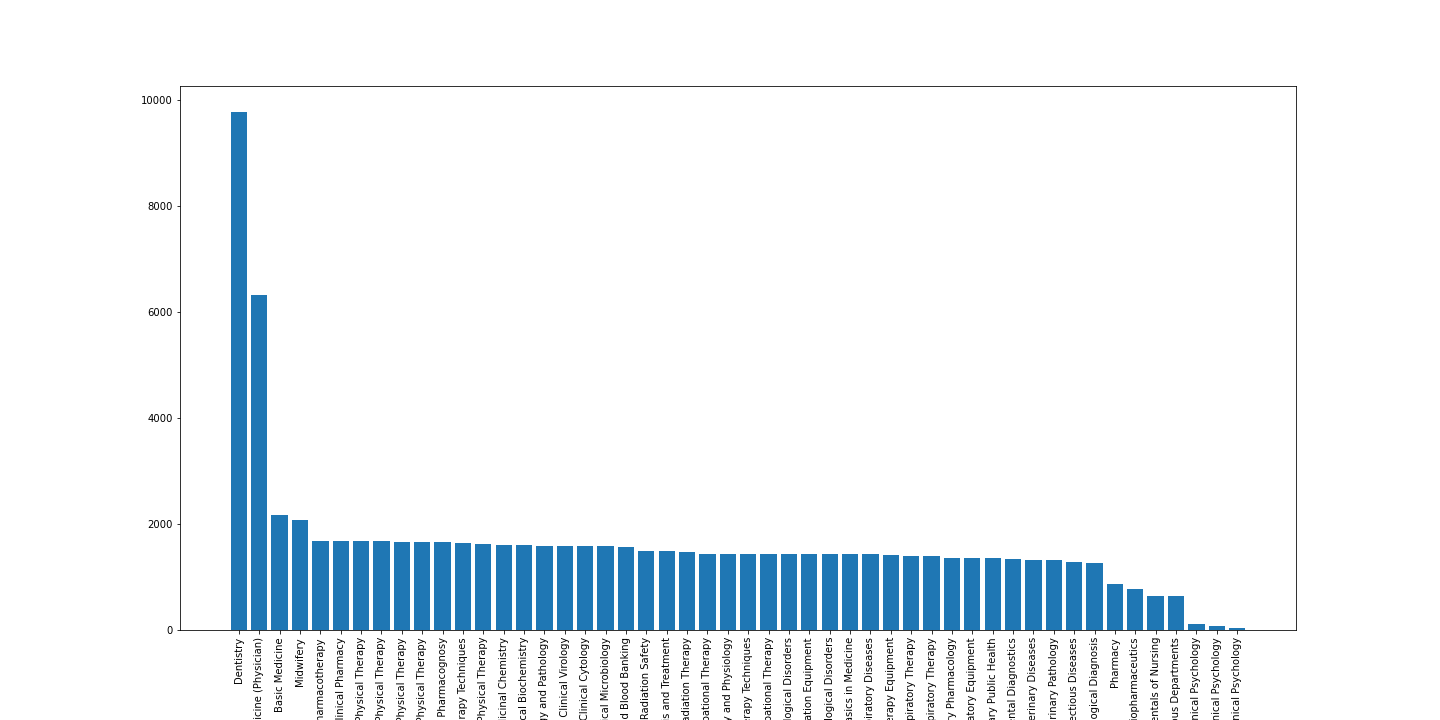 10000
8000
6000
4000
2000
0
Dentistry
icine (Physician)
Basic Medicine
Midwifery
harmacotherapy
linical Pharmacy
Physical Therapy
Physical Therapy
Physical Therapy
Physical Therapy
Pharmacognosy
rapy Techniques
Physical Therapy
icinal Chemistry
cal Biochemistry
gy and Pathology
Clinical Virology
Clinical Cytology
cal Microbiology
d Blood Banking
Radiation Safety
s and Treatment
adiation Therapy
pational Therapy
y and Physiology
rapy Techniques
pational Therapy
logical Disorders
ation Equipment
logical Disorders
asics in Medicine
iratory Diseases
erapy Equipment
piratory Therapy
piratory Therapy
ry Pharmacology
atory Equipment
ary Public Health
ental Diagnostics
erinary Diseases
rinary Pathology
ectious Diseases
ogical Diagnosis
Pharmacy
iopharmaceutics
entals of Nursing
us Departments
nical Psychology
nical Psychology
nical Psychology